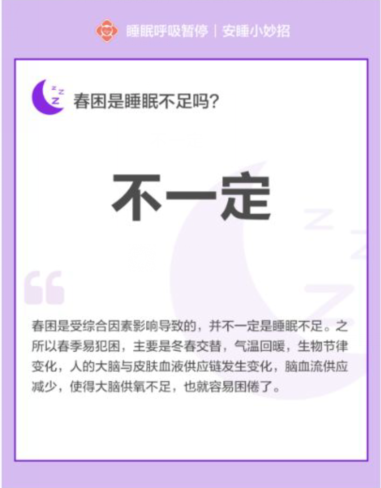 睡眠呼吸暂停｜安睡小妙招
春困是睡眠不足吗？
不一定
春困是受综合因素影响导致的，并不一定是睡眠不足。之
所以春季易犯困，主要是冬春交替，气温回暖，生物节律
变化，人的大脑与皮肤血液供应链发生变化，脑血流供应
减少，使得大脑供氧不足，也就容易困倦了。